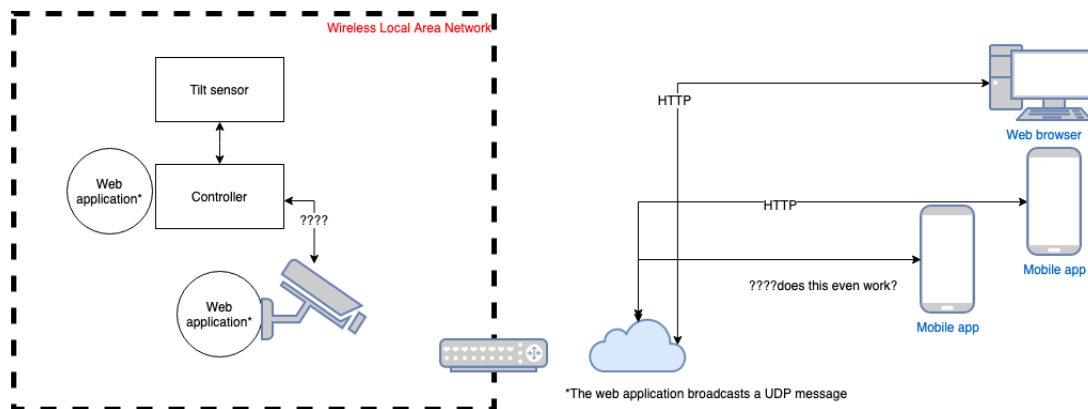 Wireless Local Area Network
Tilt sensor
Web
application*
Controller
????
Web
application*
HTTP
Web browser
HTTP
Mobile app
????does this even work?
Mobile app
*The web application broadcasts a UDP message